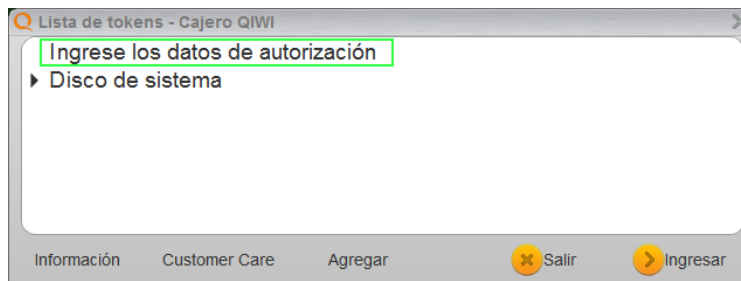 Lista de tokens - Cajero QIWI
Ingrese los datos de autorización
Disco de sistema
Información Customer Care Agregar Salir Ingresar